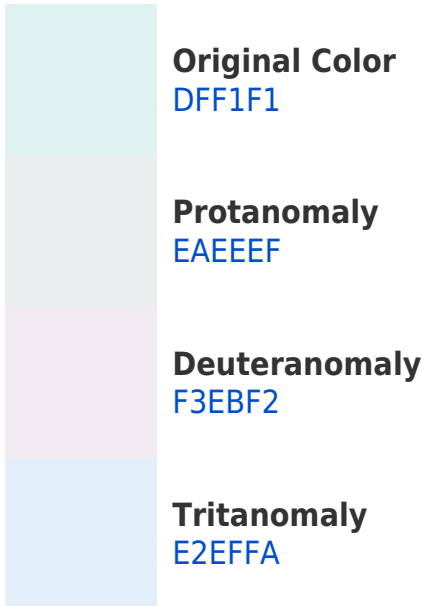 Original Color
DFF1F1
Protanomaly
EAEEEF
Deuteranomaly
F3EBF2
Tritanomaly
E2EFFA